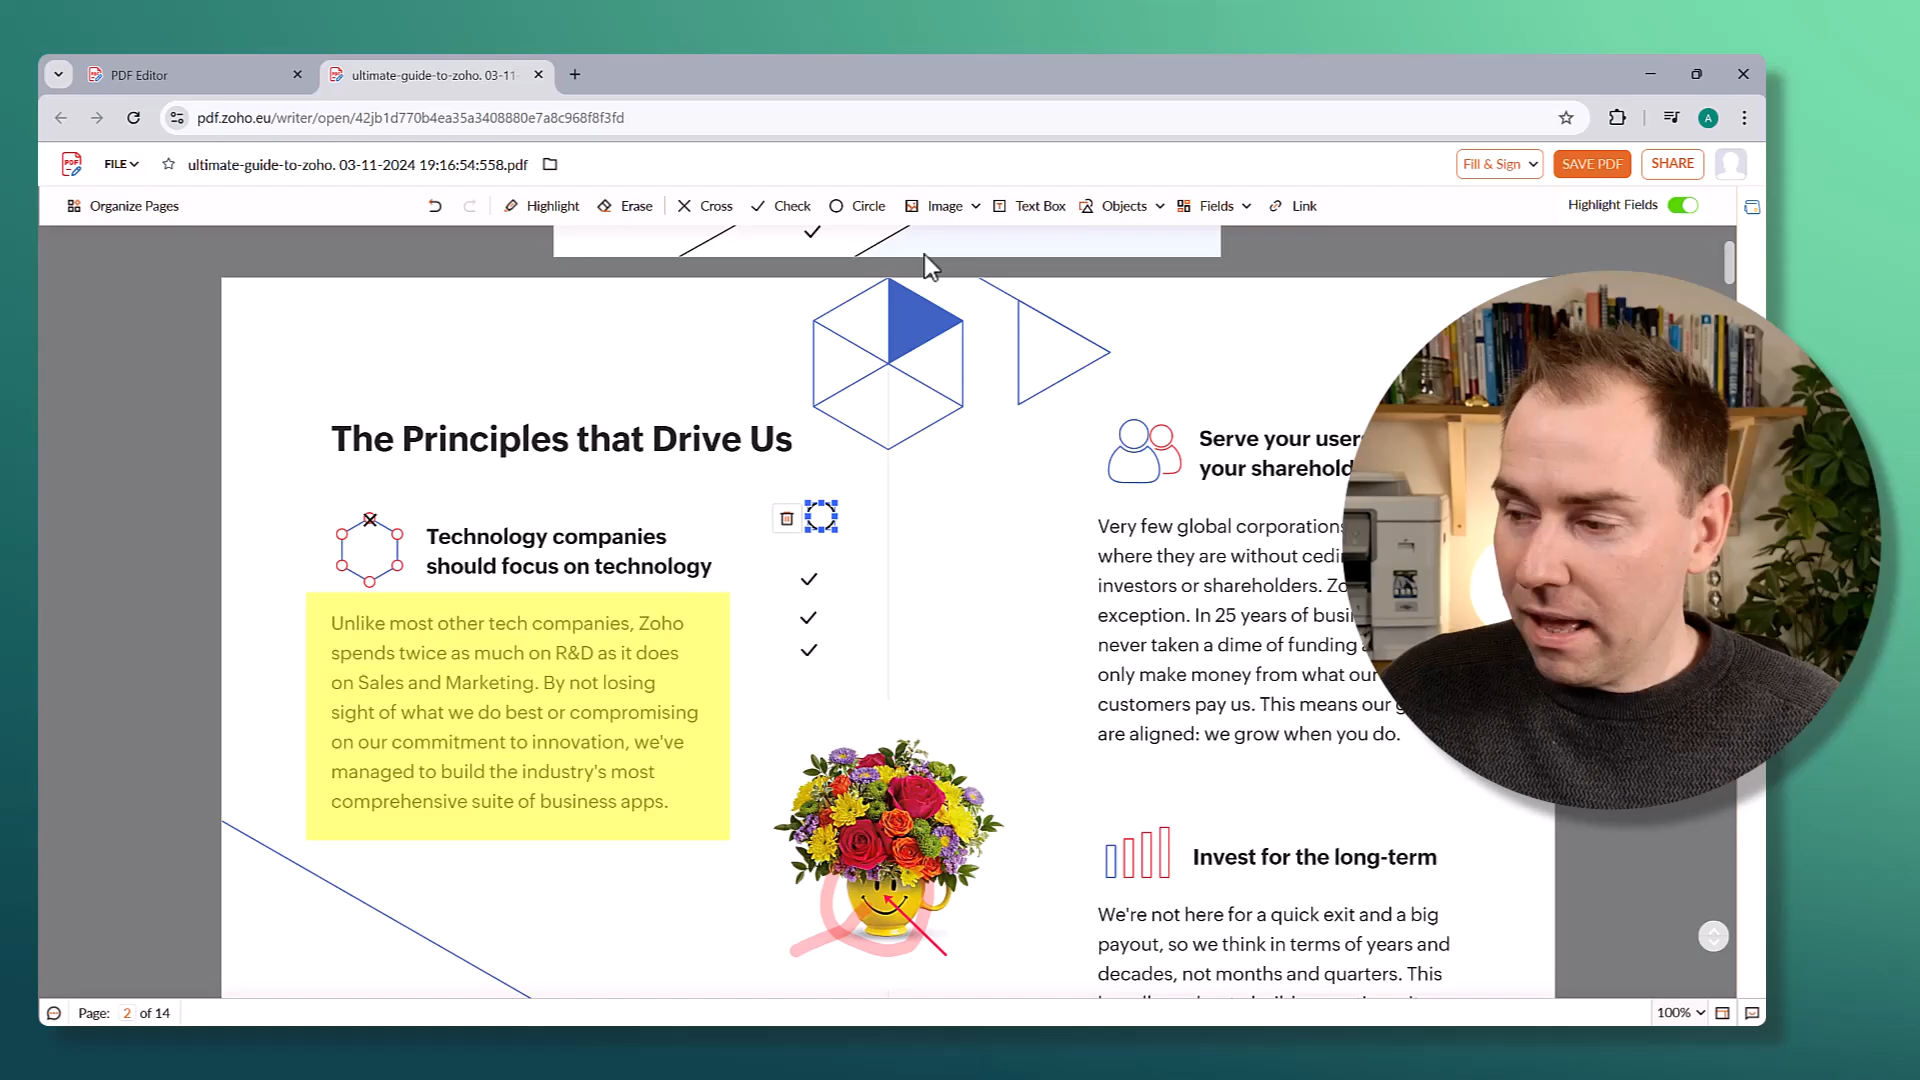 PDF Editor
ultimate-guide-to-zoho. 03-11-
pdf.zoho.eu/writer/open/42jb1d770b4ea35a3408880e7a8c968f8f3fd
A
PDF
FILE
ultimate-guide-to-zoho. 03-11-2024 19:16:54:558.pdf
Fill & Sign
SAVE PDF
SHARE
Organize Pages
Highlight
Erase
Cross
Check
Circle
Image
Text Box
Objects
Fields
Link
Highlight Fields
The Principles that Drive Us
Technology companies
should focus on technology
Unlike most other tech companies, Zoho
spends twice as much on R&D as it does
on Sales and Marketing. By not losing
sight of what we do best or compromising
on our commitment to innovation, we've
managed to build the industry's most
comprehensive suite of business apps.
Serve your
your
Very few global corporations
where they are without
investors or shareholders.
exception. In 25 years of
never taken a dime of funding
only make money from what our
customers pay us. This means our
are aligned: we grow when you do.
Invest for the long-term
We're not here for a quick exit and a big
payout, so we think in terms of years and
decades, not months and quarters. This
Page: 2 of 14
100%